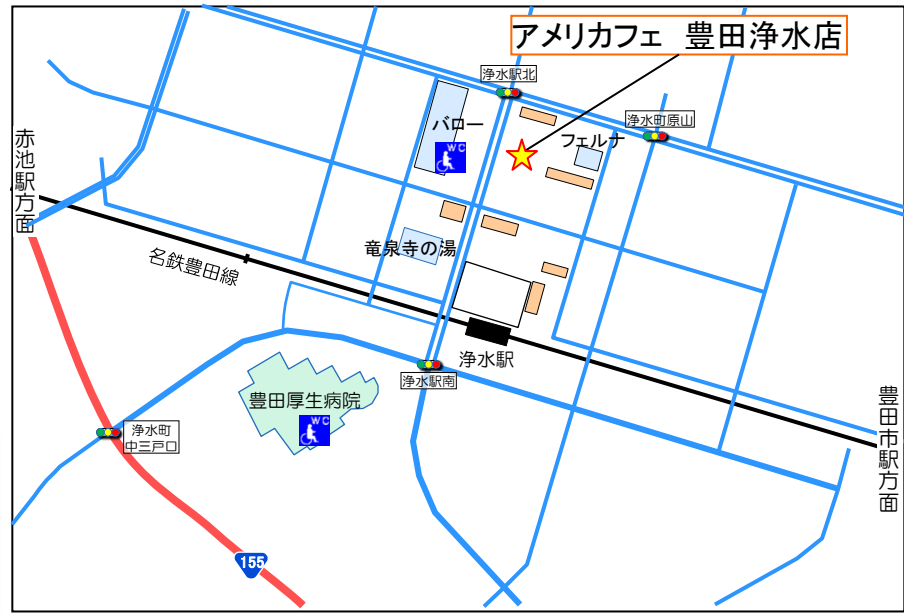 アメリカフェ 豊田浄水店
浄水駅北
浄水町原山
赤池駅方面
バロー
WC
フェルナ
竜泉寺の湯
名鉄豊田線
浄水駅
浄水駅南
豊田厚生病院
WC
浄水町
中三戸口
豊田市駅方面
155